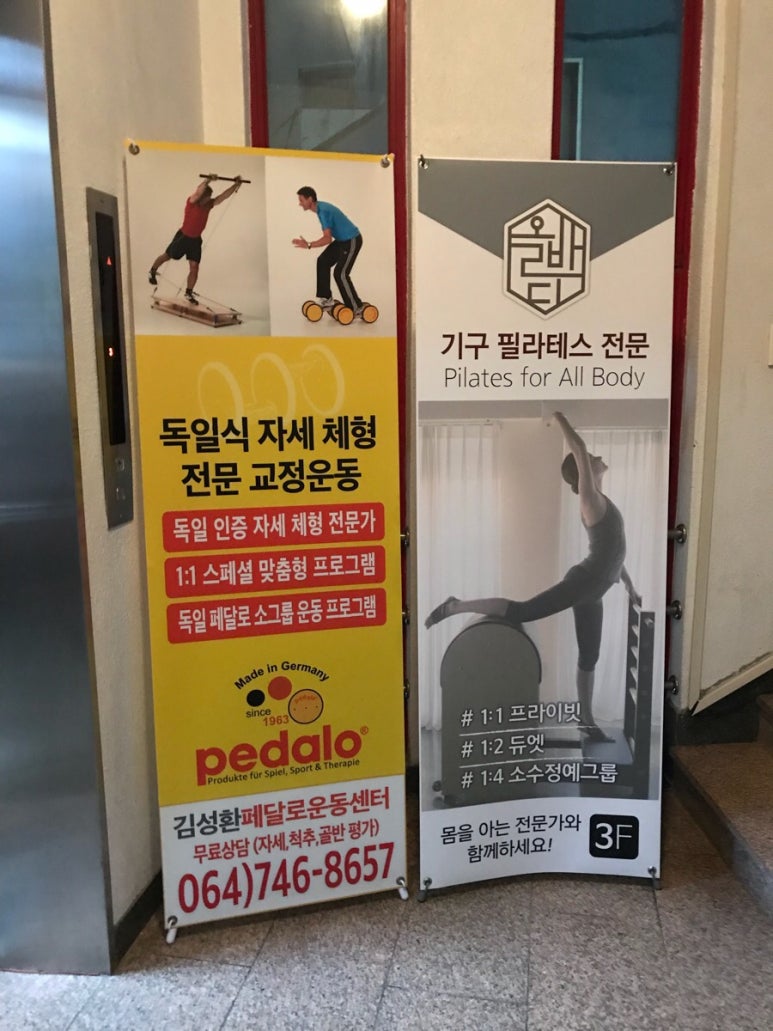 독일식 자세 체형
전문 교정운동
독일 인증 자세 체형 전문가
1:1 스페셜 맞춤형 프로그램
독일 페달로 소그룹 운동 프로그램
Made in Germany
since
1963
pedalo
pedalo®
Produkte für Spiel, Sport & Therapie
김성환페달로운동센터
무료상담 (자세,척추,골반 평가)
064)746-8657
올바
디
기구 필라테스 전문
Pilates for All Body
# 1:1 프라이빗
# 1:2 듀엣
# 1:4 소수정예그룹
몸을 아는 전문가와
함께하세요!
3F